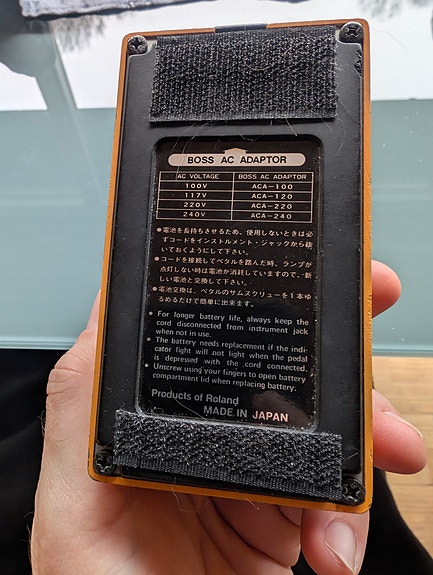 BOSS AC ADAPTOR
AC VOLTAGE BOSS AC ADAPTOR
100V ACA-100
117V ACA-120
220V ACA-220
240V ACA-240
●電池を長持ちさせるため、使用しないときは必
ずコードをインストルメント・ジャックから抜
いておくようにして下さい。
●コードを接続してペタルを踏んだ時、ランプが
点灯しない時は電池が消耗していますので、新
しい電池と交換して下さい。
●電池交換は、ペタルのサムスクリューを1本ゆ
るめるだけで簡単に出来ます。
● For longer battery life, always keep the
cord disconnected from instrument jack
when not in use.
● The battery needs replacement if the indi-
cator light will not light when the pedal
is depressed with the cord connected.
● Unscrew using your fingers to open battery
compartment lid when replacing battery.
Products of Roland
MADE IN JAPAN